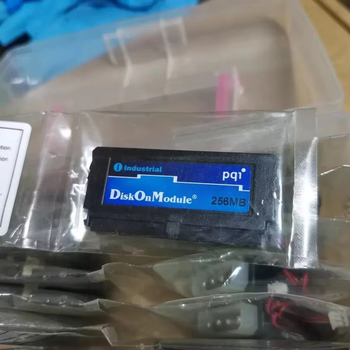 Industrial
pqi
DiskOnModule®
256MB